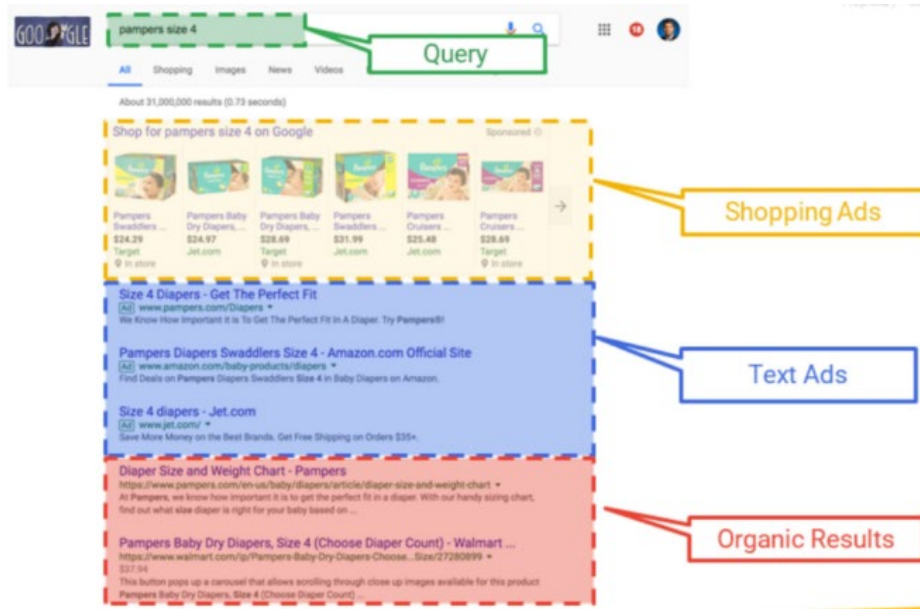 GOOGLE
pampers size 4
Query
All Shopping Images News Videos
About 31,000,000 results (0.73 seconds)
Shop for pampers size 4 on Google Sponsored
Pampers Pampers Baby Pampers Baby Pampers Pampers Pampers
Swaddlers ... Dry Diapers, ... Dry Diapers, ... Swaddlers ... Cruisers ... Cruisers ...
$24.29 $24.97 $28.69 $31.99 $25.48 $28.69
Target Jet.com Target Jet.com Jet.com Target
In store In store In store
Shopping Ads
Size 4 Diapers - Get The Perfect Fit
Ad www.pampers.com/Diapers
We Know How Important it is To Get The Perfect Fit In A Diaper. Try Pampers®!
Pampers Diapers Swaddlers Size 4 - Amazon.com Official Site
Ad www.amazon.com/baby-products/diapers
Find Deals on Pampers Diapers Swaddlers Size 4 in Baby Diapers on Amazon.
Text Ads
Size 4 diapers - Jet.com
Ad www.jet.com/
Save More Money on the Best Brands. Get Free Shipping on Orders $35+.
Diaper Size and Weight Chart - Pampers
https://www.pampers.com/en-us/baby/diapers/article/diaper-size-and-weight-chart
At Pampers, we know how important it is to get the perfect fit in a diaper. With our handy sizing chart,
find out what size diaper is right for your baby based on ...
Organic Results
Pampers Baby Dry Diapers, Size 4 (Choose Diaper Count) - Walmart ...
https://www.walmart.com/ip/Pampers-Baby-Dry-Diapers-Choose...Size/27280899
$37.94
This button pops up a carousel that allows scrolling through close up images available for this product
Pampers Baby Dry Diapers, Size 4 (Choose Diaper Count) ...